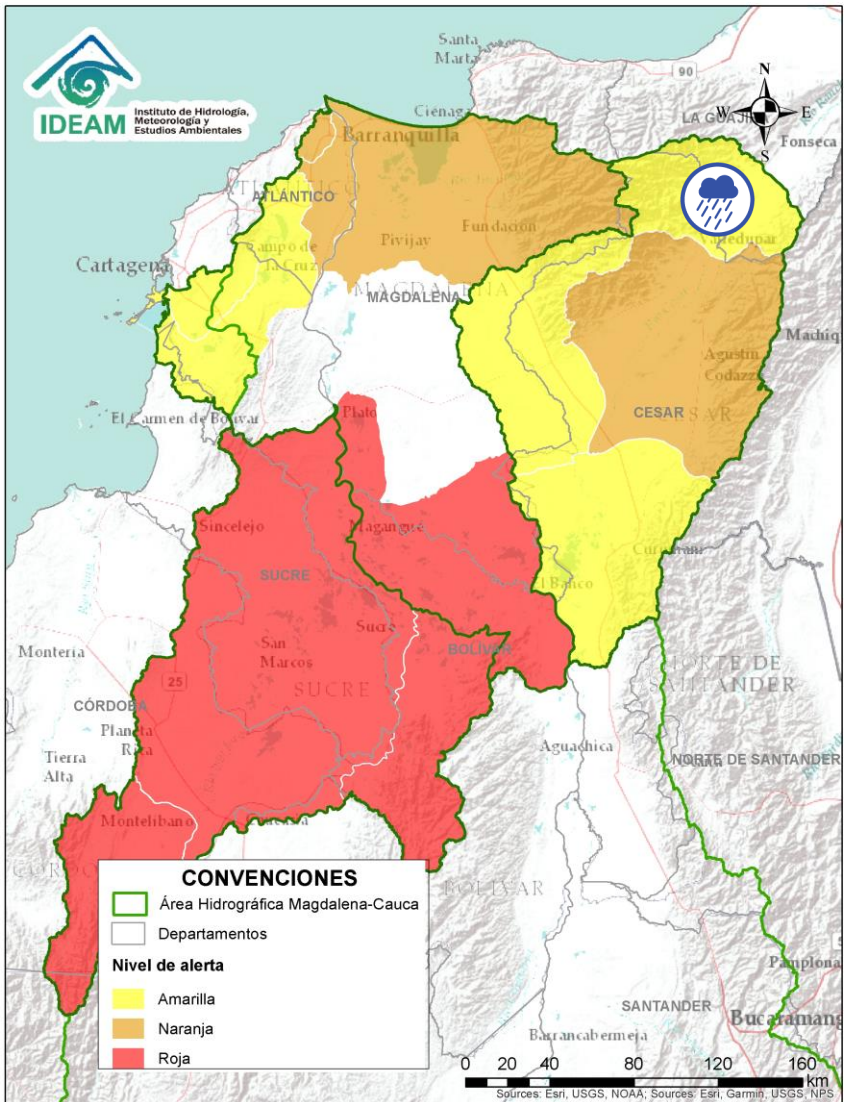 IDEAM
Instituto de Hidrología,
Meteorología y
Estudios Ambientales
Santa
Marta
90
N
W
E
S
LA GUAJIRA
Fonseca
Ciénaga
Barranquilla
ATLÁNTICO
Fundación
Pivijay
Campo de
la Cruz
Valledupar
Cartagena
MAGDALENA
Agustín
Codazzi
El Carmen de Bolívar
Plato
CESAR
Sincelejo
Magangue
SUCRE
El Banco
Sucre
San
Marcos
BOLÍVAR
Montería
25
SUCRE
NORTE DE
SANTANDER
CÓRDOBA
Planeta
Rica
Tierra
Alta
Aguachica
NORTE DE SANTANDER
Montelíbano
BOLÍVAR
CONVENCIONES
Área Hidrográfica Magdalena-Cauca
Departamentos
Nivel de alerta
Amarilla
Naranja
Roja
Pamplona
SANTANDER
Bucaramang
Barrancabermeja
0 20 40 80 120 160
km
Sources: Esri, USGS, NOAA; Sources: Esri, Garmin, USGS, NPS